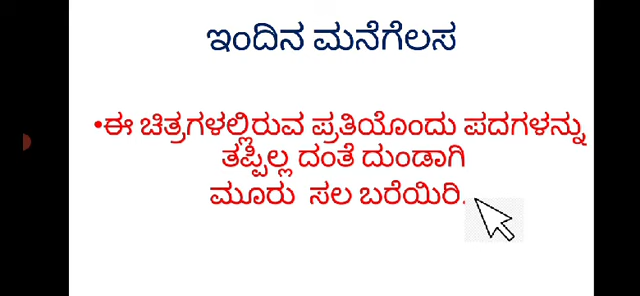 ಇಂದಿನ ಮನೆಗೆಲಸ
•ಈ ಚಿತ್ರಗಳಲ್ಲಿರುವ ಪ್ರತಿಯೊಂದು ಪದಗಳನ್ನು
ತಪ್ಪಿಲ್ಲ ದಂತೆ ದುಂಡಾಗಿ
ಮೂರು ಸಲ ಬರೆಯಿರಿ.